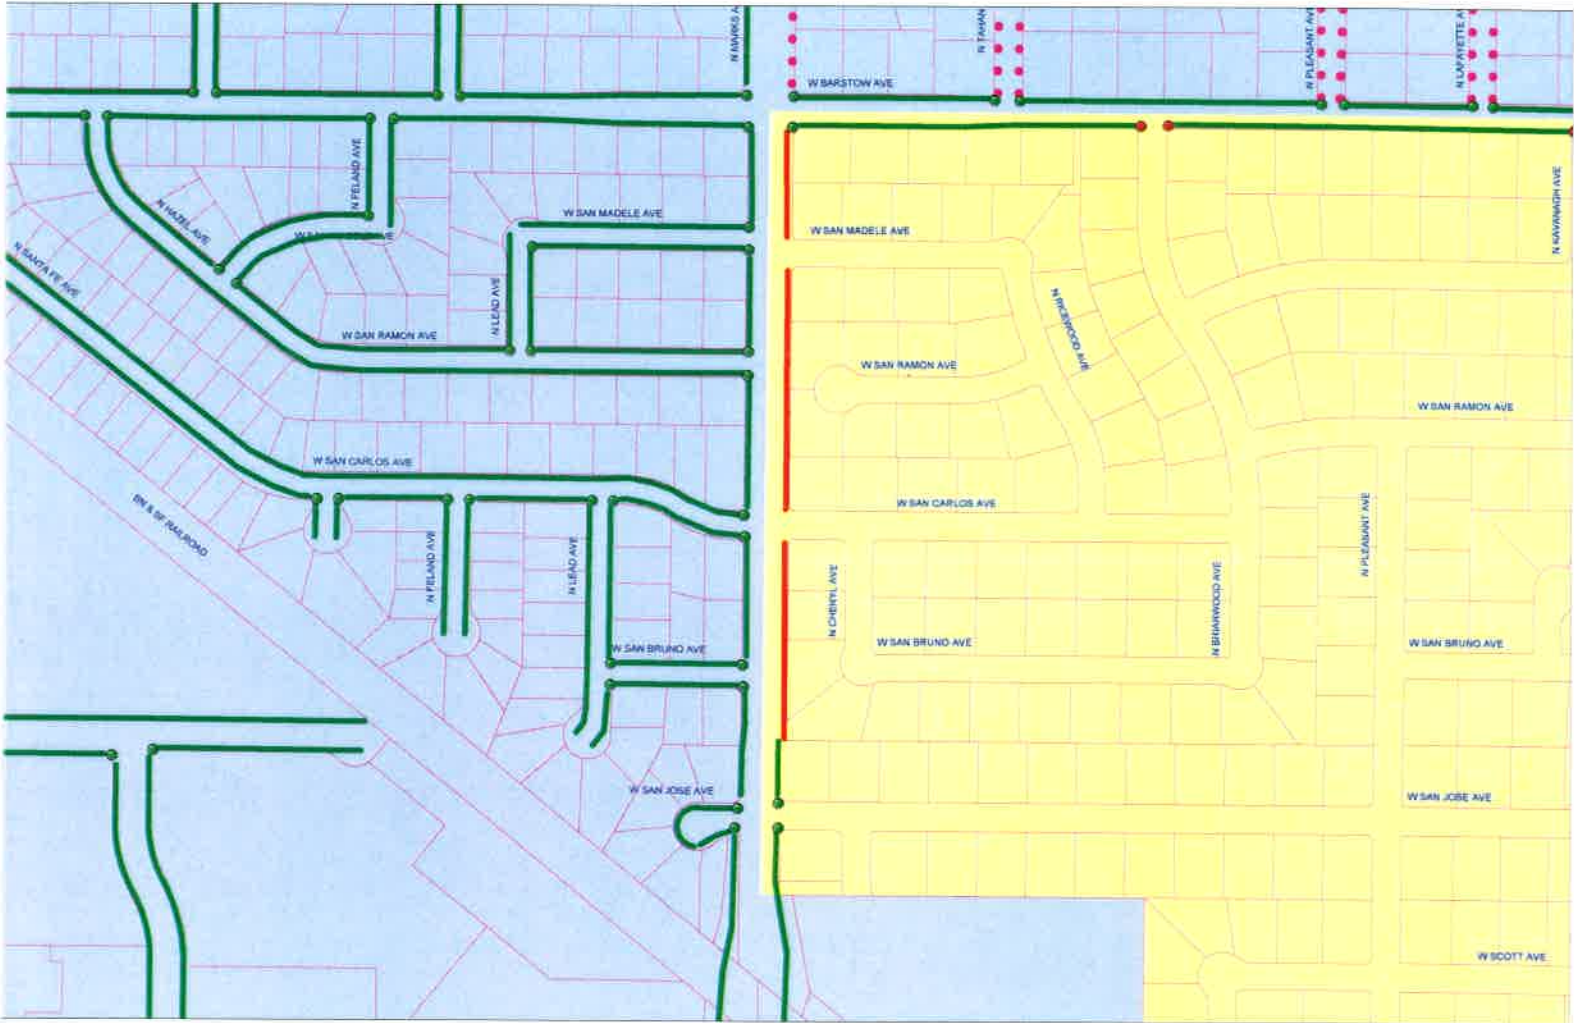 N MARKS A
N TAHAN
N PLEASANT AVE
N LAFAYETTE A
W BARSTOW AVE
N PELAND AVE
N KAVANAGH AVE
N HAZEL AVE
W SAN MADELE AVE
W SAN MADELE AVE
W SAN
N SANTA FE AVE
N LEAD AVE
N RICEWOOD AVE
W SAN RAMON AVE
W SAN RAMON AVE
W SAN RAMON AVE
W SAN CARLOS AVE
W SAN CARLOS AVE
BN & SF RAILROAD
N PELAND AVE
N LEAD AVE
N CHERYL AVE
N BRIARWOOD AVE
N PLEASANT AVE
W SAN BRUNO AVE
W SAN BRUNO AVE
W SAN BRUNO AVE
W SAN JOSE AVE
W SAN JOSE AVE
W SCOTT AVE